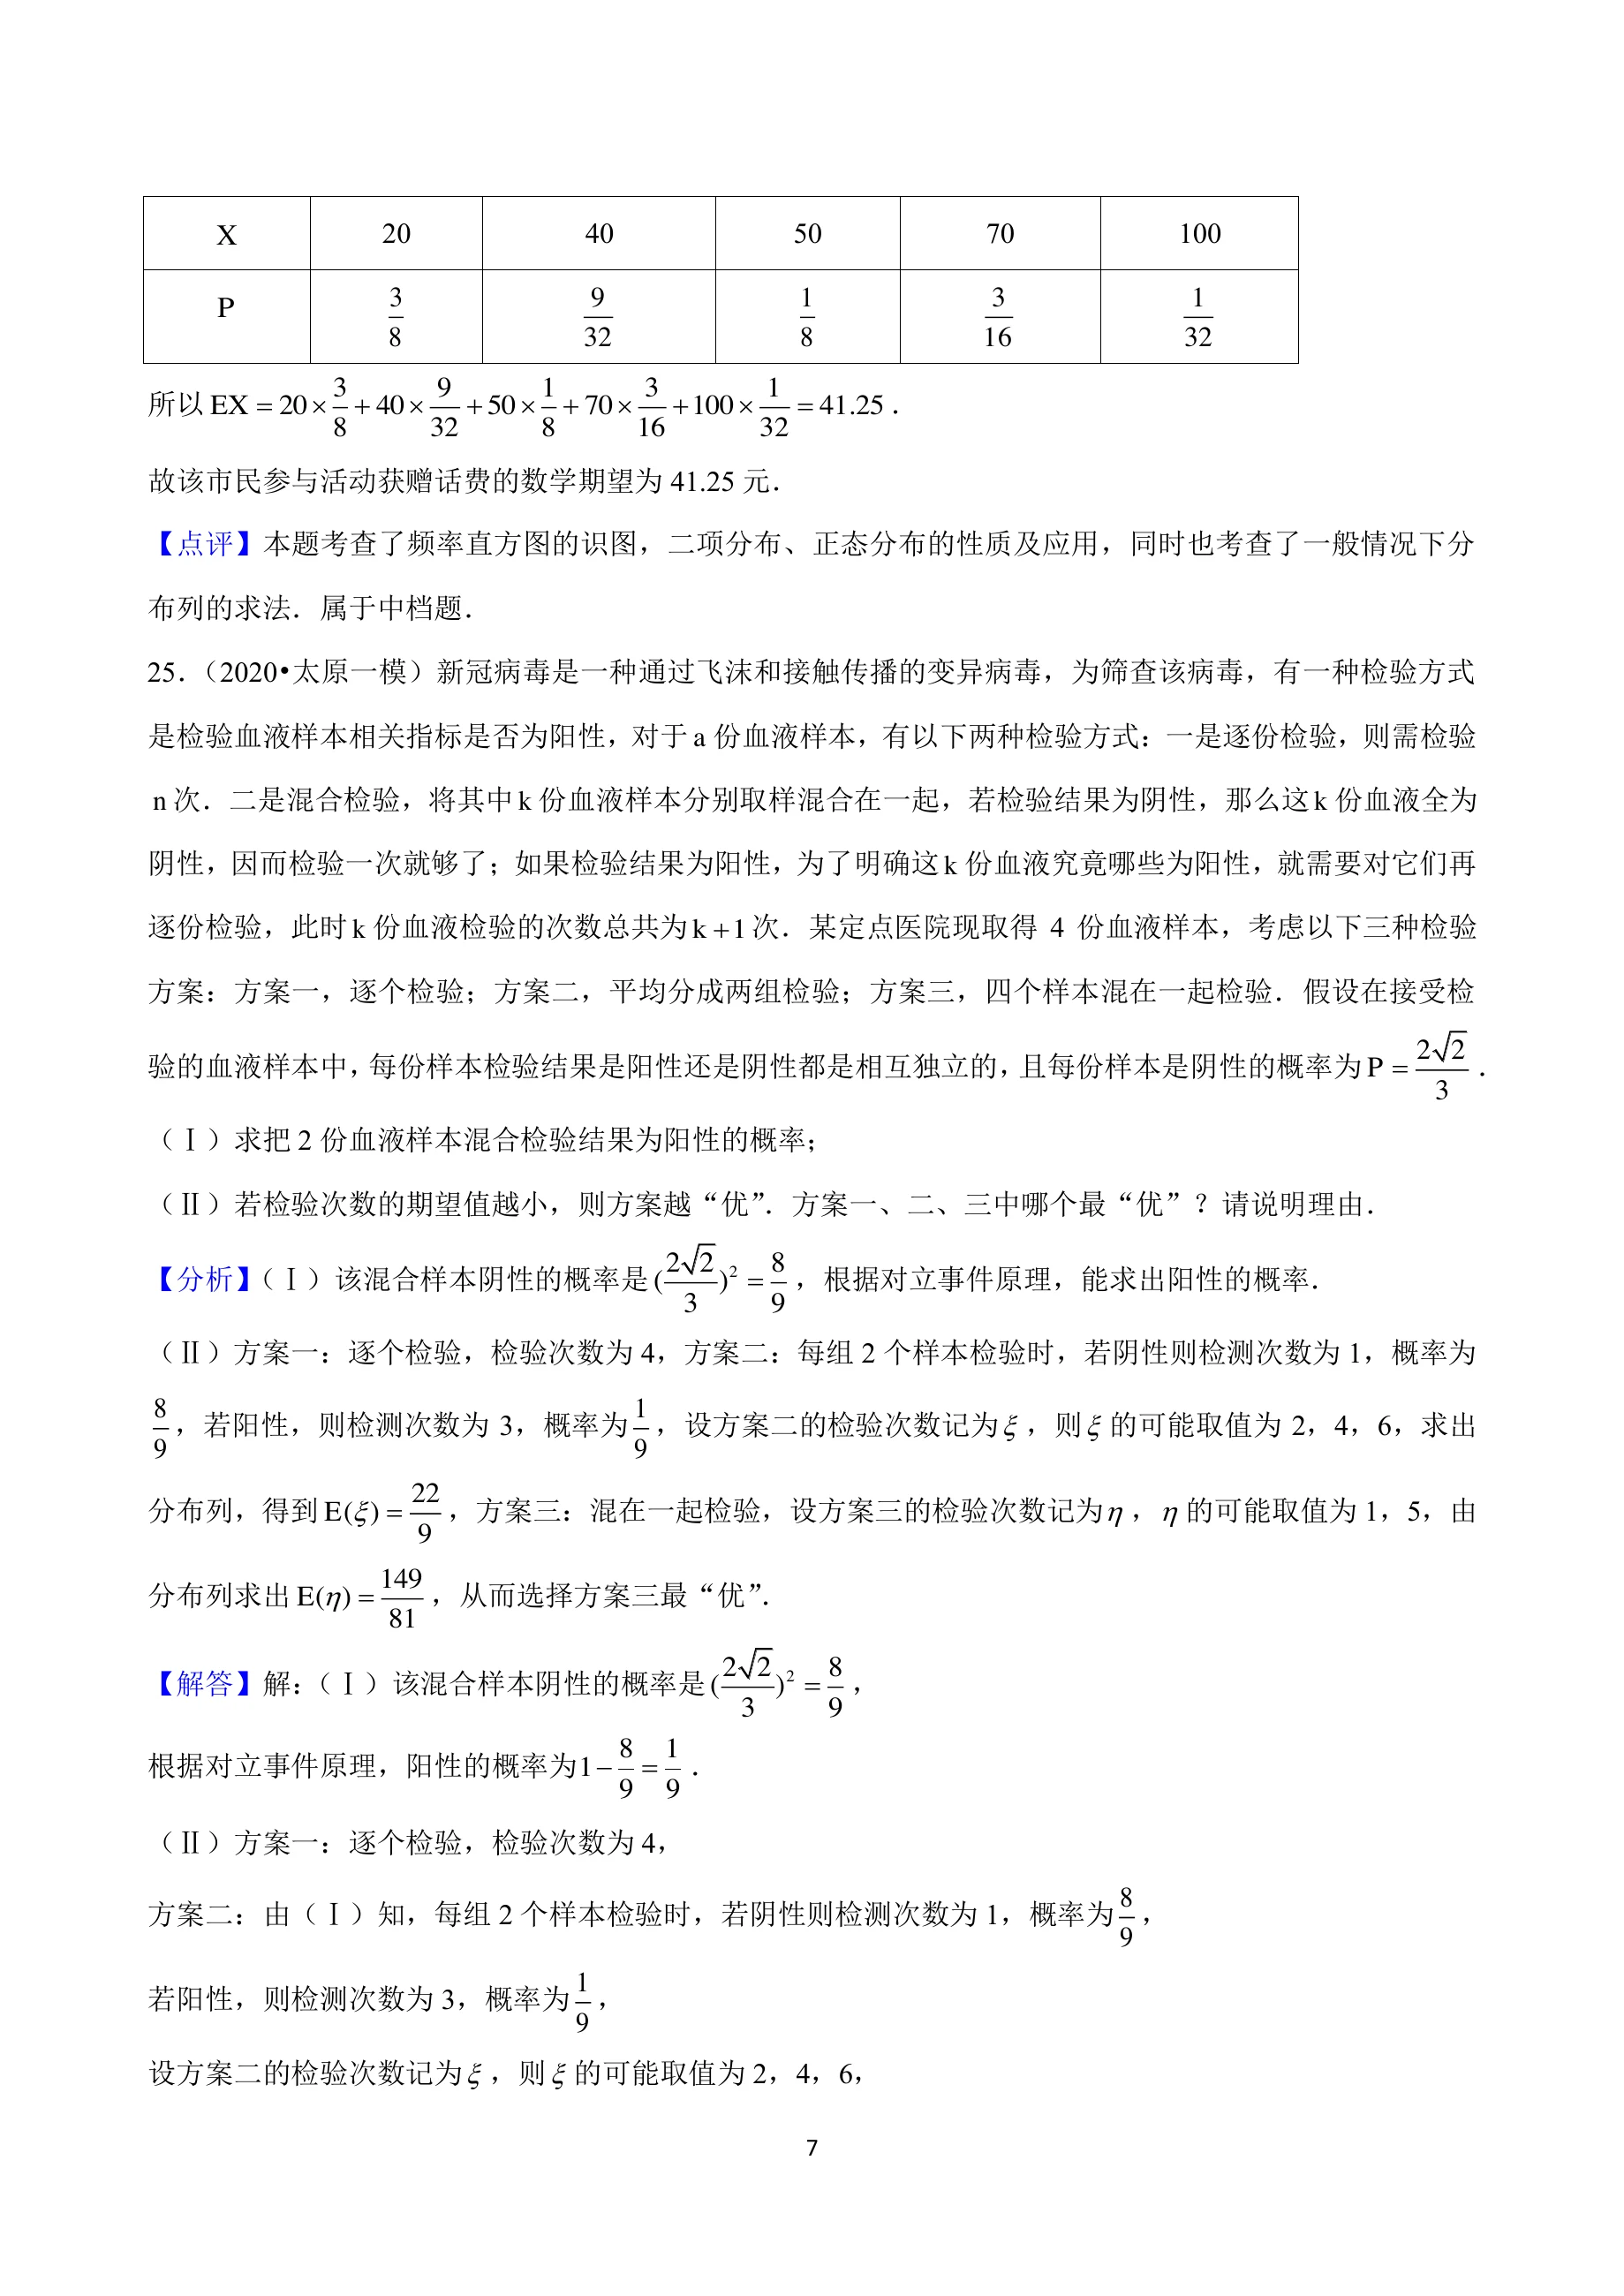 X 20 40 50 70 100
P 3/8 9/32 1/8 3/16 1/32
所以EX=20×3/8+40×9/32+50×1/8+70×3/16+100×1/32=41.25．
故该市民参与活动获赠话费的数学期望为 41.25 元．
【点评】本题考查了频率直方图的识图，二项分布、正态分布的性质及应用，同时也考查了一般情况下分
布列的求法．属于中档题．
25．（2020•太原一模）新冠病毒是一种通过飞沫和接触传播的变异病毒，为筛查该病毒，有一种检验方式
是检验血液样本相关指标是否为阳性，对于a 份血液样本，有以下两种检验方式：一是逐份检验，则需检验
n次．二是混合检验，将其中k 份血液样本分别取样混合在一起，若检验结果为阴性，那么这k 份血液全为
阴性，因而检验一次就够了；如果检验结果为阳性，为了明确这k 份血液究竟哪些为阳性，就需要对它们再
逐份检验，此时k 份血液检验的次数总共为k+1次．某定点医院现取得 4 份血液样本，考虑以下三种检验
方案：方案一，逐个检验；方案二，平均分成两组检验；方案三，四个样本混在一起检验．假设在接受检
验的血液样本中，每份样本检验结果是阳性还是阴性都是相互独立的，且每份样本是阴性的概率为P=2√2/3．
（Ⅰ）求把 2 份血液样本混合检验结果为阳性的概率；
（Ⅱ）若检验次数的期望值越小，则方案越“优”．方案一、二、三中哪个最“优”？请说明理由．
【分析】（Ⅰ）该混合样本阴性的概率是(2√2/3)²=8/9，根据对立事件原理，能求出阳性的概率．
（Ⅱ）方案一：逐个检验，检验次数为 4，方案二：每组 2 个样本检验时，若阴性则检测次数为 1，概率为
8/9，若阳性，则检测次数为 3，概率为1/9，设方案二的检验次数记为ξ，则ξ的可能取值为 2，4，6，求出
分布列，得到E(ξ)=22/9，方案三：混在一起检验，设方案三的检验次数记为η，η的可能取值为 1，5，由
分布列求出E(η)=149/81，从而选择方案三最“优”．
【解答】解：（Ⅰ）该混合样本阴性的概率是(2√2/3)²=8/9，
根据对立事件原理，阳性的概率为1−8/9=1/9．
（Ⅱ）方案一：逐个检验，检验次数为 4，
方案二：由（Ⅰ）知，每组 2 个样本检验时，若阴性则检测次数为 1，概率为8/9，
若阳性，则检测次数为 3，概率为1/9，
设方案二的检验次数记为ξ，则ξ的可能取值为 2，4，6，
7